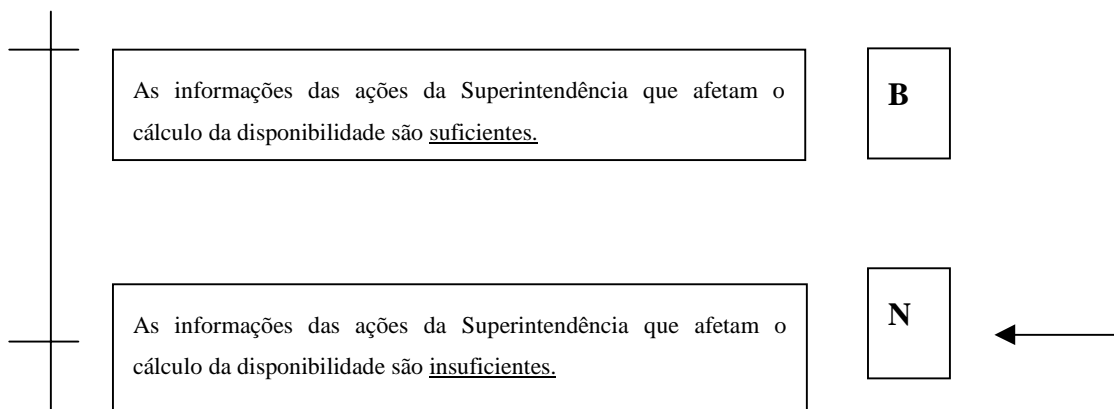 As informações das ações da Superintendência que afetam o
cálculo da disponibilidade são suficientes.
B
As informações das ações da Superintendência que afetam o
cálculo da disponibilidade são insuficientes.
N